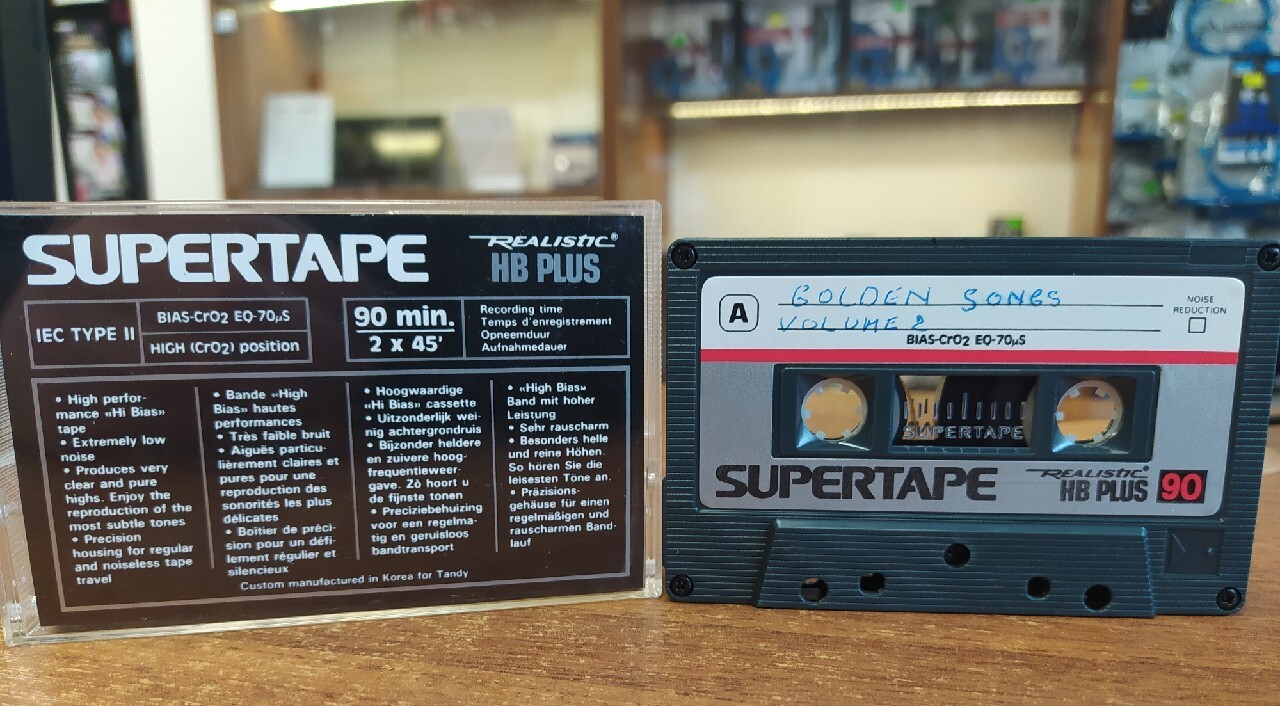 SUPERTAPE
REALISTIC®
HB PLUS
IEC TYPE II
BIAS-CrO2 EQ-70µS
HIGH (CrO2) position
90 min.
2 x 45'
Recording time
Temps d'enregistrement
Opneemduur
Aufnahmedauer
• High perfor-
mance «Hi Bias»
tape
• Extremely low
noise
• Produces very
clear and pure
highs. Enjoy the
reproduction of the
most subtle tones
• Precision
housing for regular
and noiseless tape
travel
• Bande «High
Bias» hautes
performances
• Très faible bruit
• Aiguës particu-
lièrement claires et
pures pour une
reproduction des
sonorités les plus
délicates
• Boîtier de préci-
sion pour un défi-
lement régulier et
silencieux
• Hoogwaardige
«Hi Bias» cassette
• Uitzonderlijk wei-
nig achtergrondruis
• Bijzonder heldere
en zuivere hoog-
frequentieweer-
gave. Zò hoort u
de fijnste tonen
• Preciziebehuizing
voor een regelma-
tig en geruisloos
bandtransport
• «High Bias»
Band mit hoher
Leistung
• Sehr rauscharm
• Besonders helle
und reine Höhen.
So hören Sie die
leisesten Töne an.
• Präzisions-
gehäuse für einen
regelmäßigen und
rauscharmen Band-
lauf
Custom manufactured in Korea for Tandy
A
GOLDEN SONGS
VOLUME 2
NOISE
REDUCTION
BIAS-CrO2 EQ-70µS
SUPERTAPE
SUPERTAPE
REALISTIC®
HB PLUS
90